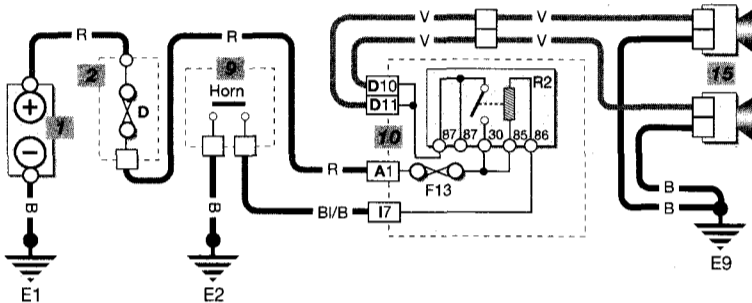 V V
R R V V
2 9 15
Horn D10 R2
D D11
+ 1 10
− 87 87 30 85 86
R A1
F13
B B Bl/B I7 B
B
E1 E2 E9